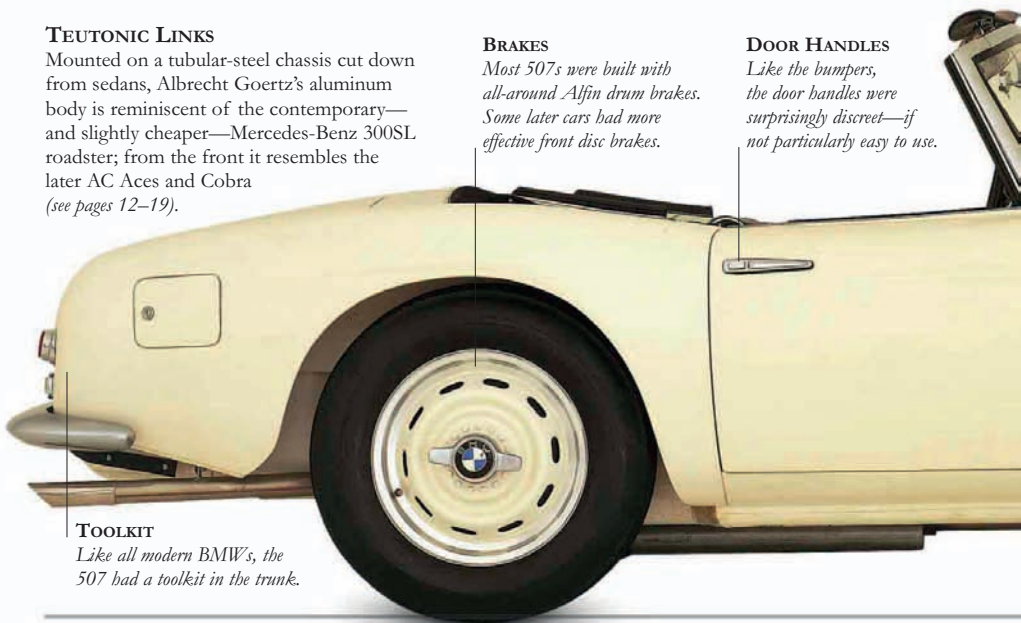 TEUTONIC LINKS
Mounted on a tubular-steel chassis cut down
from sedans, Albrecht Goertz's aluminum
body is reminiscent of the contemporary—
and slightly cheaper—Mercedes-Benz 300SL
roadster; from the front it resembles the
later AC Aces and Cobra
(see pages 12–19).
BRAKES
Most 507s were built with
all-around Alfin drum brakes.
Some later cars had more
effective front disc brakes.
DOOR HANDLES
Like the bumpers,
the door handles were
surprisingly discreet—if
not particularly easy to use.
TOOLKIT
Like all modern BMWs, the
507 had a toolkit in the trunk.